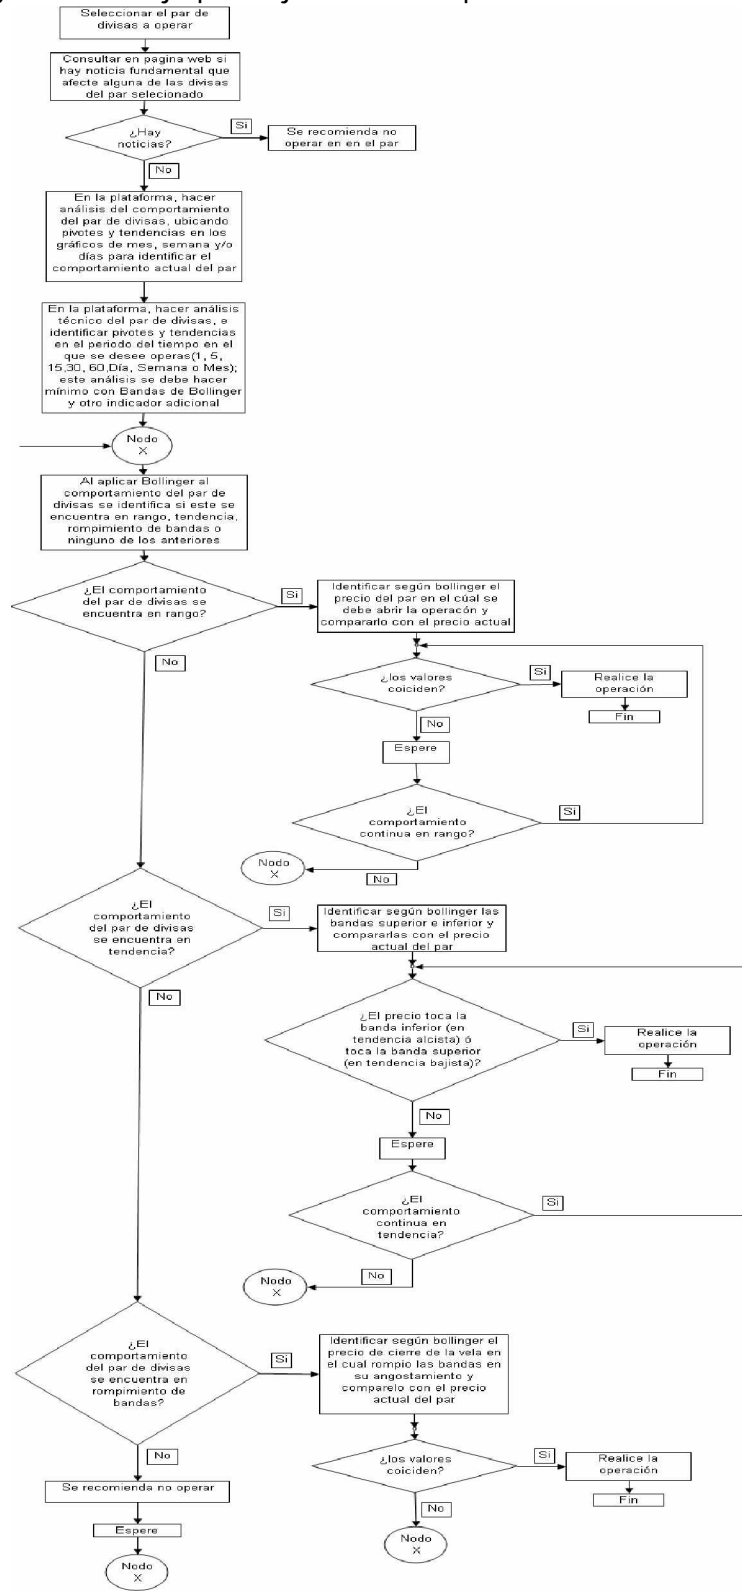 Seleccionar el par de
divisas a operar
Consultar en pagina web si
hay noticia fundamental que
afecte alguna de las divisas
del par selecionado
¿Hay
noticias?
Si
Se recomienda no
operar en en el par
No
En la plataforma, hacer
análisis del comportamiento
del par de divisas, ubicando
pivotes y tendencias en los
gráficos de mes, semana y/o
días para identificar el
comportamiento actual del par
En la plataforma, hacer análisis
técnico del par de divisas, e
identificar pivotes y tendencias
en el periodo del tiempo en el
que se desee operas(1, 5,
15,30, 60,Día, Semana o Mes);
este análisis se debe hacer
mínimo con Bandas de Bollinger
y otro indicador adicional
Nodo
X
Al aplicar Bollinger al
comportamiento del par de
divisas se identifica si este se
encuentra en rango, tendencia,
rompimiento de bandas o
ninguno de los anteriores
¿El comportamiento
del par de divisas se
encuentra en rango?
Si
Identificar según bollinger el
precio del par en el cúal se
debe abrir la operacón y
compararlo con el precio actual
No
¿los valores
coiciden?
Si
Realice la
operación
Fin
No
Espere
¿El
comportamiento
continua en rango?
Si
Nodo
X
No
¿El
comportamiento
del par de divisas
se encuentra en
tendencia?
Si
Identificar según bollinger las
bandas superior e inferior y
compararlas con el precio
actual del par
No
¿El precio toca la
banda inferior (en
tendencia alcista) ó
toca la banda superior
(en tendencia bajista)?
Si
Realice la
operación
Fin
No
Espere
¿El
comportamiento
continua en
tendencia?
Si
Nodo
X
No
¿El
comportamiento
del par de divisas
se encuentra en
rompimiento de
bandas?
Si
Identificar según bollinger el
precio de cierre de la vela en
el cual rompio las bandas en
su angostamiento y
comparelo con el precio
actual del par
No
¿los valores
coiciden?
Si
Realice la
operación
Fin
Se recomienda no operar
No
Espere
Nodo
X
Nodo
X